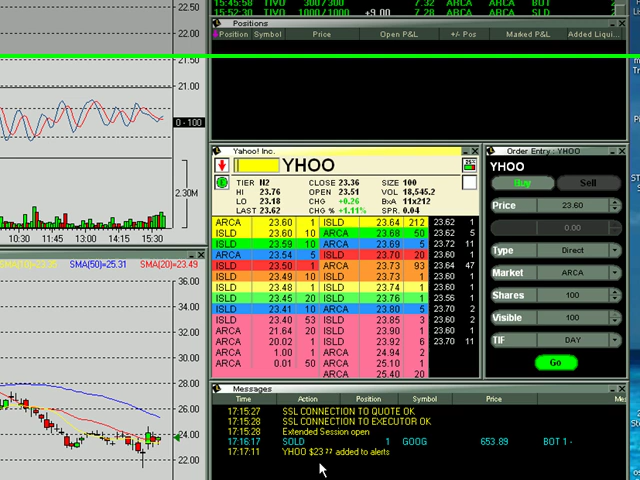 15:45:58 TIVO 300/300 7.32 ARCA BOT
15:52:30 TIVO 1000/1000 +9.00 7.28 ARCA SLD
Positions
Position Symbol Price Open P&L +/- Pos Marked P&L Added Liqui...
22.50
22.00
21.50
21.00
0 - 100
2.30M
10:30 11:45 13:00 14:15 15:30
Yahoo! Inc.
YHOO
TIER N2 CLOSE 23.36 SIZE 100
HI 23.76 OPEN 23.51 VOL 18,545.2
LO 23.18 CHG +0.26 BxA 11x212
LAST 23.62 CHG % +1.11% SPR. 0.04
25%
ARCA 23.60 11 ARCA 23.64 212
ISLD 23.60 10 ARCA 23.68 50
ISLD 23.59 10 ARCA 23.69 5
ARCA 23.54 5 ISLD 23.70 20
ISLD 23.50 1 ARCA 23.73 93
ISLD 23.49 10 ISLD 23.73 10
ISLD 23.48 1 ISLD 23.74 1
ISLD 23.45 20 ISLD 23.76 1
ISLD 23.41 10 ARCA 23.80 5
ISLD 23.40 53 ISLD 23.85 3
ARCA 21.64 20 ISLD 23.90 1
ARCA 20.02 1 ISLD 23.92 6
ARCA 1.00 1 ARCA 24.94 2
ARCA 0.01 50 ISLD 25.10 1
ARCA 25.40 20
23.62 1
23.62 5
23.72 11
23.60 1
23.64 47
23.60 1
23.60 1
23.56 1
23.70 2
23.60 2
23.65 1
23.70 11
Order Entry : YHOO
YHOO
Buy Sell
Price 23.60
0.00
Type Direct
Market ARCA
Shares 100
Visible 100
TIF DAY
Go
SMA(50)=25.31 SMA(20)=23.49
36.00
34.00
32.00
30.00
28.00
26.00
24.00
22.00
Messages
Time Action Position Symbol Price Mes
17:15:27 SSL CONNECTION TO QUOTE OK
17:15:28 SSL CONNECTION TO EXECUTOR OK
17:15:28 Extended Session open
17:16:17 SOLD 1 GOOG 653.89 BOT 1 -
17:17:11 YHOO $23 added to alerts